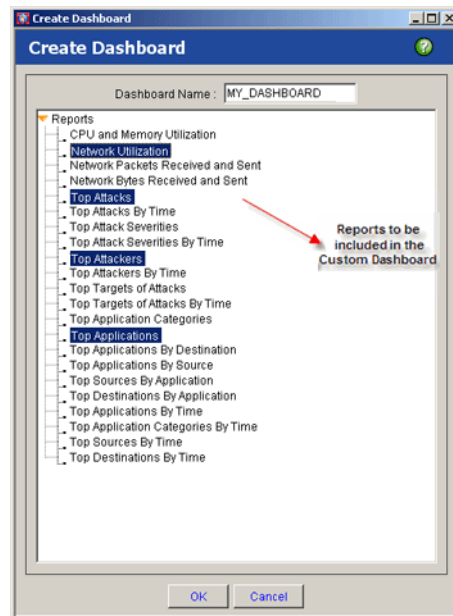 Create Dashboard
Create Dashboard
?
Dashboard Name : MY_DASHBOARD
Reports
CPU and Memory Utilization
Network Utilization
Network Packets Received and Sent
Network Bytes Received and Sent
Top Attacks
Top Attacks By Time
Top Attack Severities
Top Attack Severities By Time
Top Attackers
Top Attackers By Time
Top Targets of Attacks
Top Targets of Attacks By Time
Top Application Categories
Top Applications
Top Applications By Destination
Top Applications By Source
Top Sources By Application
Top Destinations By Application
Top Applications By Time
Top Application Categories By Time
Top Sources By Time
Top Destinations By Time
Reports to be
included in the
Custom Dashboard
OK
Cancel